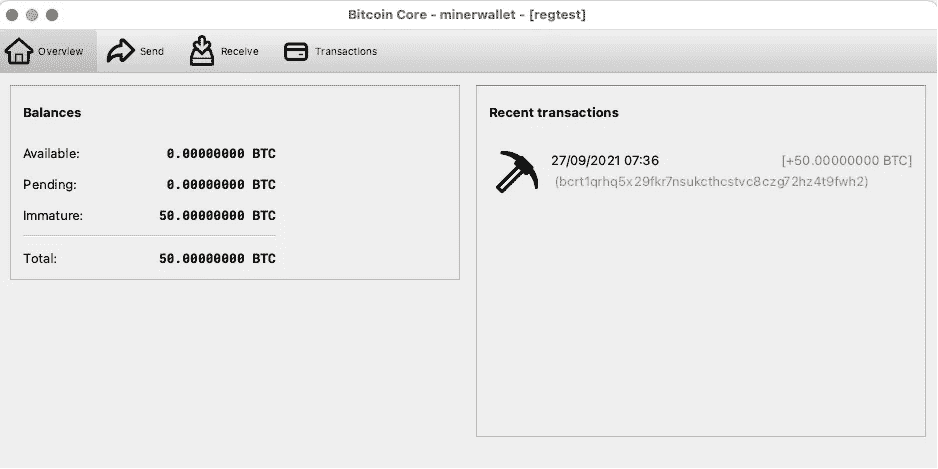 Bitcoin Core - minerwallet - [regtest]
Overview Send Receive Transactions
Balances
Available: 0.00000000 BTC
Pending: 0.00000000 BTC
Immature: 50.00000000 BTC
Total: 50.00000000 BTC
Recent transactions
27/09/2021 07:36 [+50.00000000 BTC]
(bcrt1qrhq5x29fkr7nsukcthcstvc8czg72hz4t9fwh2)